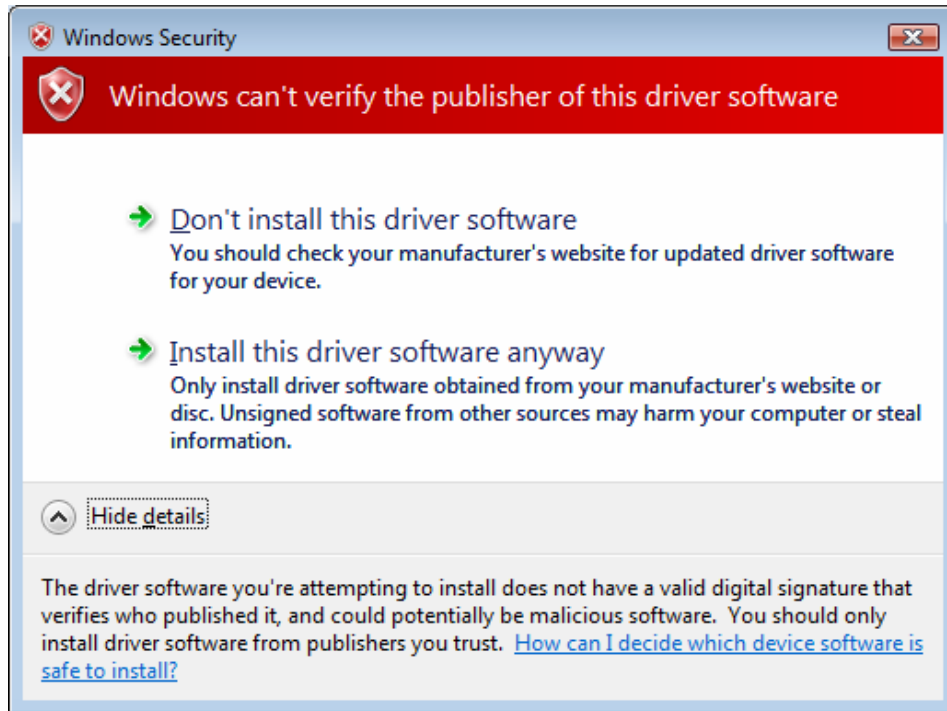 Windows Security
Windows can't verify the publisher of this driver software
Don't install this driver software
You should check your manufacturer's website for updated driver software
for your device.
Install this driver software anyway
Only install driver software obtained from your manufacturer's website or
disc. Unsigned software from other sources may harm your computer or steal
information.
Hide details
The driver software you're attempting to install does not have a valid digital signature that
verifies who published it, and could potentially be malicious software.  You should only
install driver software from publishers you trust.  How can I decide which device software is
safe to install?